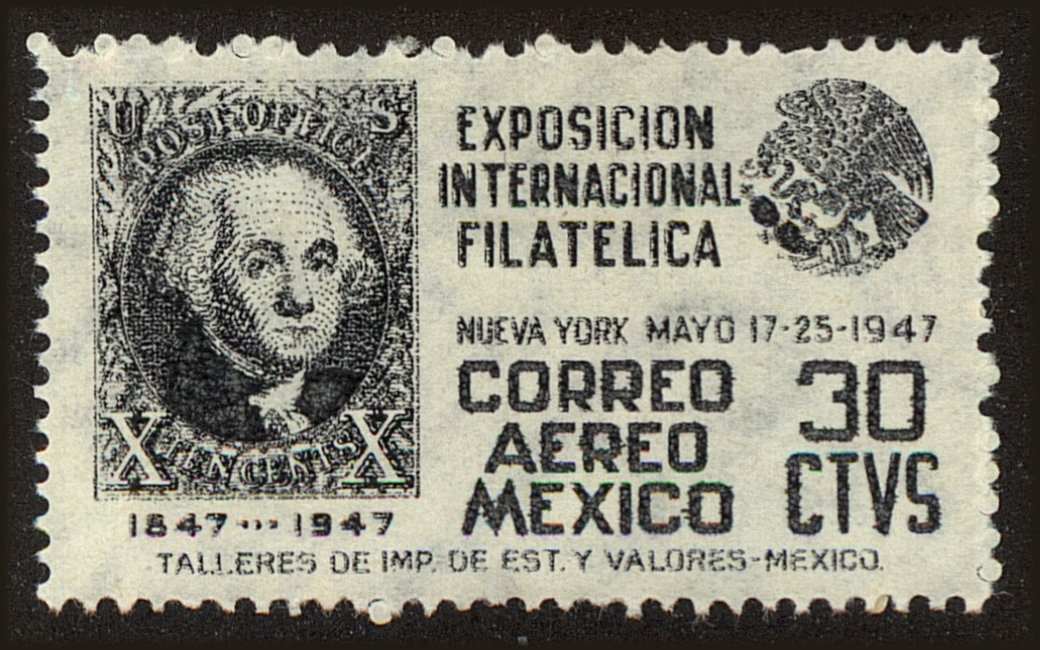 U S
POST OFFICE
X TEN CENTS X
1847···1947
EXPOSICION
INTERNACIONAL
FILATELICA
NUEVA YORK MAYO 17-25-1947
CORREO
AEREO
MEXICO
30
CTVS
TALLERES DE IMP. DE EST. Y VALORES-MEXICO.